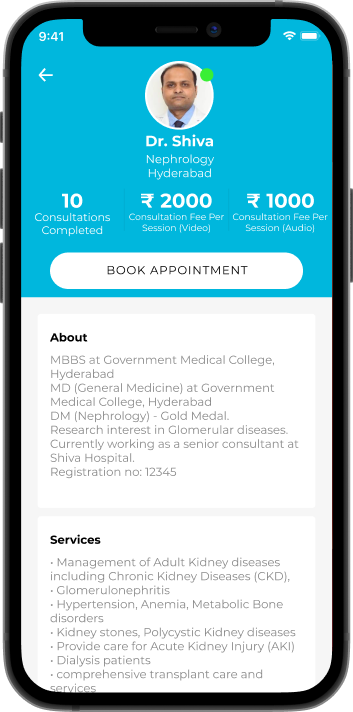 9:41
Dr. Shiva
Nephrology
Hyderabad
10
Consultations
Completed
₹ 2000
Consultation Fee Per
Session (Video)
₹ 1000
Consultation Fee Per
Session (Audio)
BOOK APPOINTMENT
About
MBBS at Government Medical College,
Hyderabad
MD (General Medicine) at Government
Medical College, Hyderabad
DM (Nephrology) - Gold Medal.
Research interest in Glomerular diseases.
Currently working as a senior consultant at
Shiva Hospital.
Registration no: 12345
Services
• Management of Adult Kidney diseases
including Chronic Kidney Diseases (CKD),
• Glomerulonephritis
• Hypertension, Anemia, Metabolic Bone
disorders
• Kidney stones, Polycystic Kidney diseases
• Provide care for Acute Kidney Injury (AKI)
• Dialysis patients
• comprehensive transplant care and
services